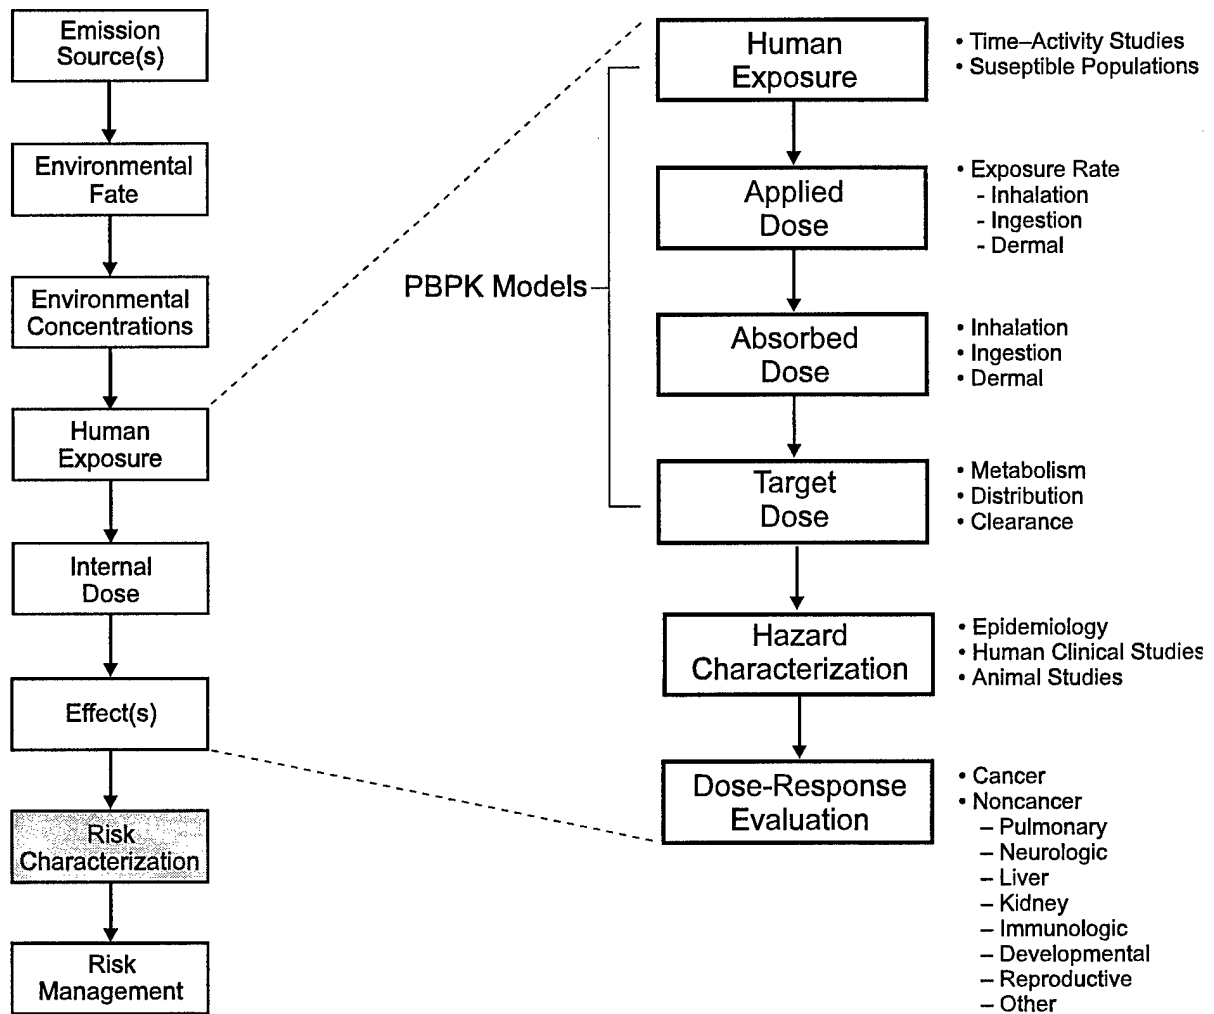 Emission
Source(s)
Environmental
Fate
Environmental
Concentrations
Human
Exposure
Internal
Dose
Effect(s)
Risk
Characterization
Risk
Management
PBPK Models
Human
Exposure
• Time–Activity Studies
• Suseptible Populations
Applied
Dose
• Exposure Rate
- Inhalation
- Ingestion
- Dermal
Absorbed
Dose
• Inhalation
• Ingestion
• Dermal
Target
Dose
• Metabolism
• Distribution
• Clearance
Hazard
Characterization
• Epidemiology
• Human Clinical Studies
• Animal Studies
Dose-Response
Evaluation
• Cancer
• Noncancer
– Pulmonary
– Neurologic
– Liver
– Kidney
– Immunologic
– Developmental
– Reproductive
– Other